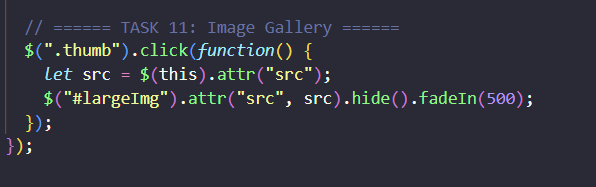 // ====== TASK 11: Image Gallery ======
$(".thumb").click(function() {
let src = $(this).attr("src");
$("#largeImg").attr("src", src).hide().fadeIn(500);
});
});